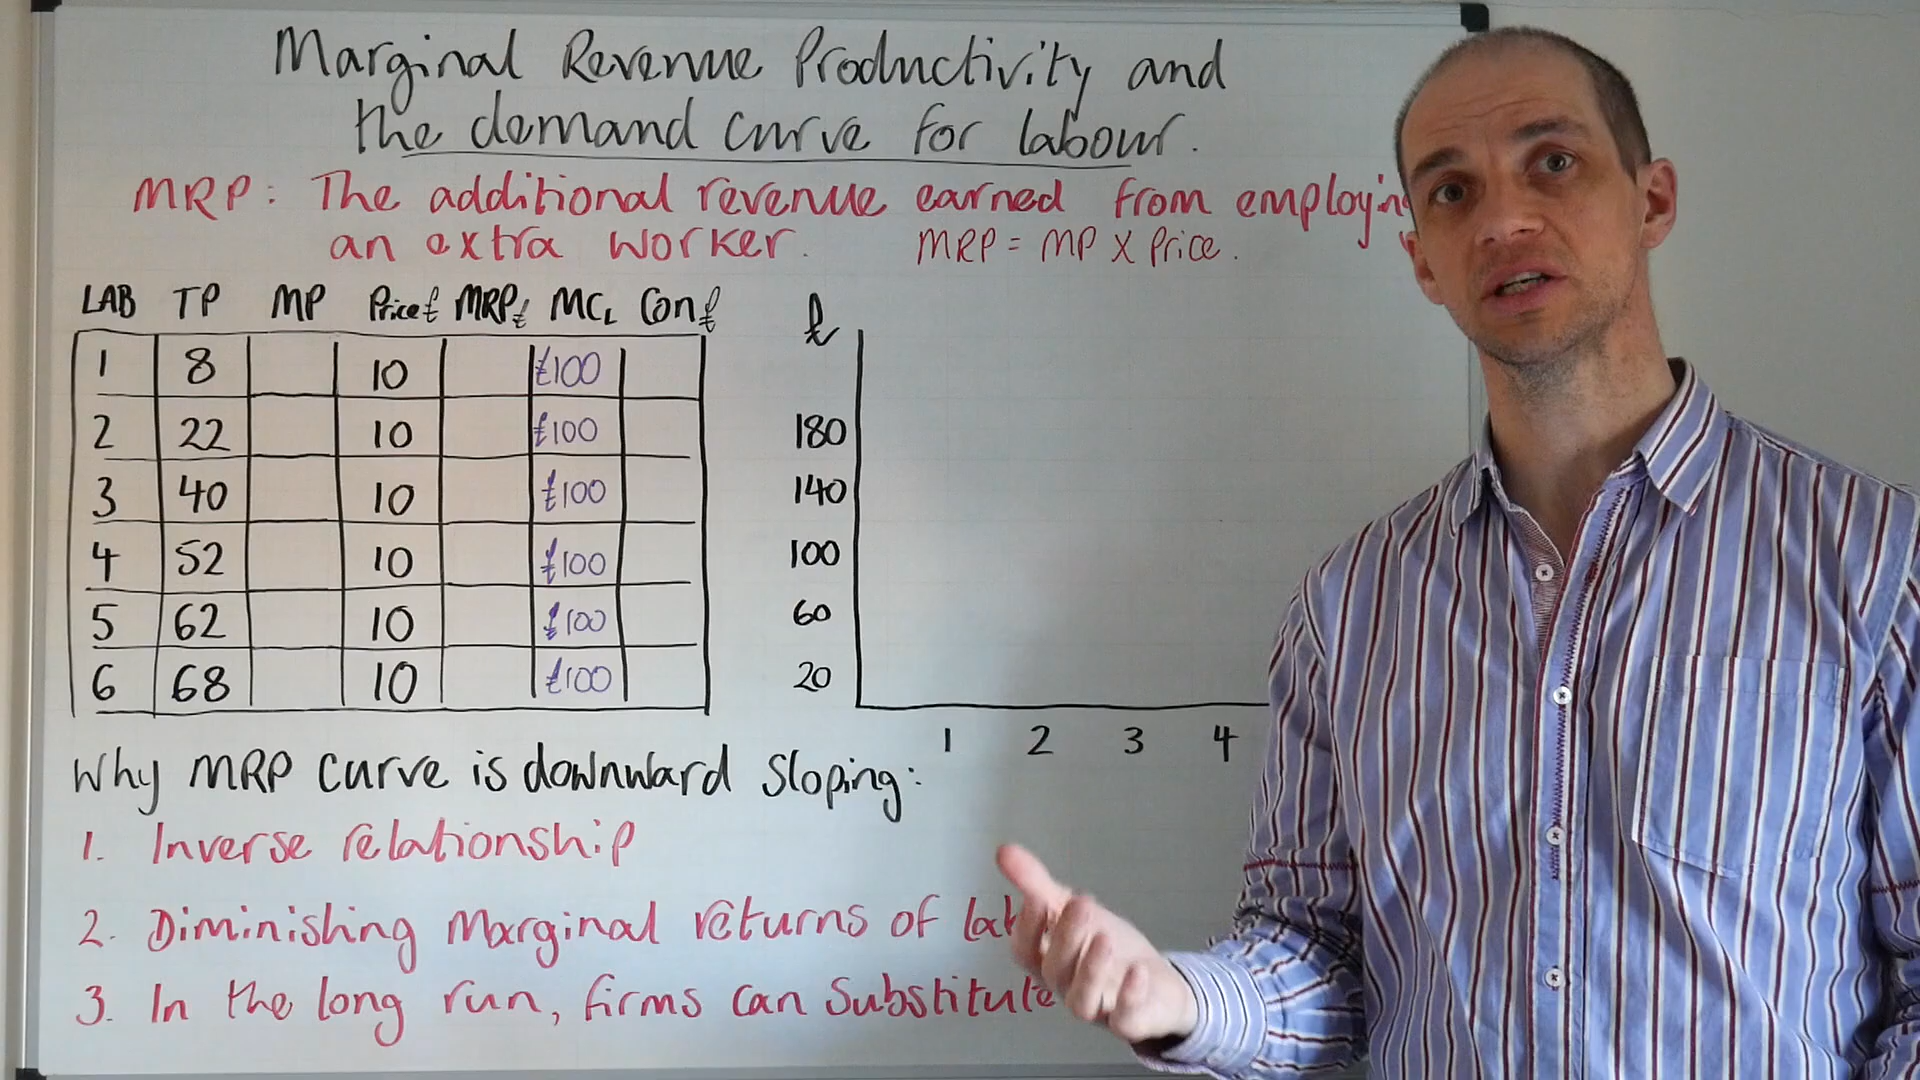 Marginal Revenue Productivity and
the demand curve for labour.
MRP: The additional revenue earned from employing
an extra worker. MRP = MP X Price.
LAB TP MP Price£ MRP£ MCL Con£
1 8 10 £100
2 22 10 £100
3 40 10 £100
4 52 10 £100
5 62 10 £100
6 68 10 £100
£
180
140
100
60
20
1 2 3 4
Why MRP curve is downward sloping:
1. Inverse relationship
2. Diminishing marginal returns of
3. In the long run, firms can substitute